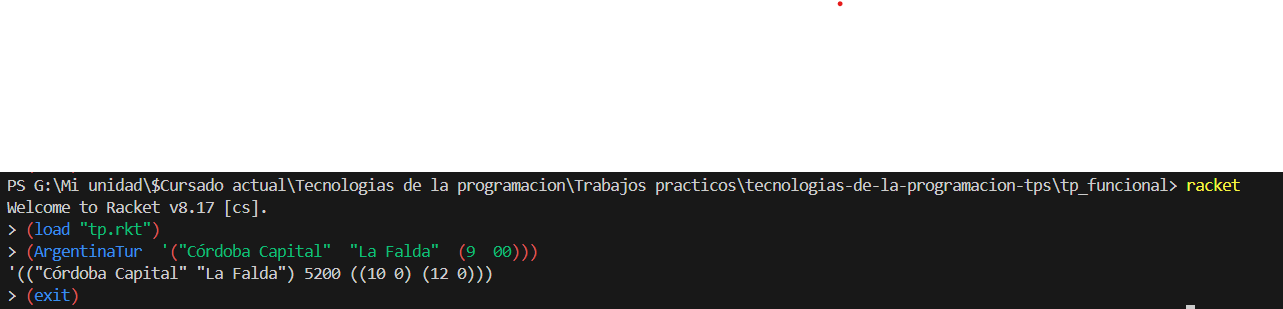 PS G:\Mi unidad\$Cursado actual\Tecnologias de la programacion\Trabajos practicos\tecnologias-de-la-programacion-tps\tp_funcional> racket
Welcome to Racket v8.17 [cs].
> (load "tp.rkt")
> (ArgentinaTur  '("Córdoba Capital"  "La Falda"  (9  00)))
'(("Córdoba Capital" "La Falda") 5200 ((10 0) (12 0)))
> (exit)